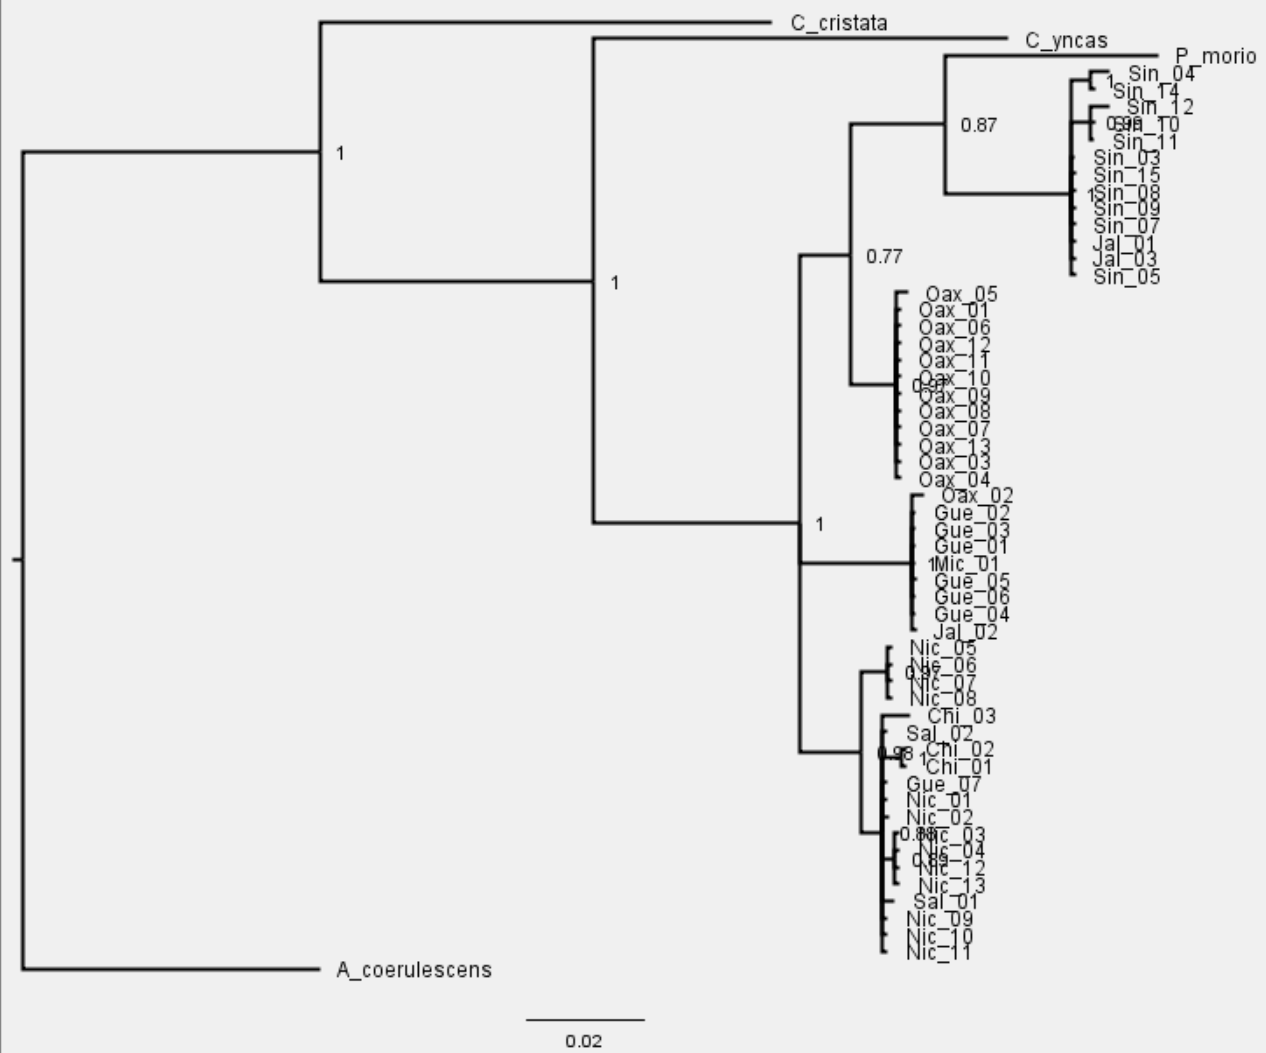 C_cristata
C_yncas
P_morio
Sin_04
1
Sin_14
Sin_12
0.87
Sin_10
Sin_11
1
Sin_03
Sin_15
1
Sin_08
Sin_09
Sin_07
Jal_01
0.77
Jal_03
Sin_05
1
Oax_05
Oax_01
Oax_06
Oax_12
Oax_11
Oax_10
Oax_09
Oax_08
Oax_07
Oax_13
Oax_03
Oax_04
Oax_02
Gue_02
1
Gue_03
Gue_01
1
Mic_01
Gue_05
Gue_06
Gue_04
Jal_02
Nic_05
Nic_06
0.97
Nic_07
Nic_08
Chi_03
Sal_02
Chi_02
0.98
1
Chi_01
Gue_07
Nic_01
Nic_02
0.88
Nic_03
Nic_04
0.89
Nic_12
Nic_13
Sal_01
Nic_09
Nic_10
Nic_11
A_coerulescens
0.02